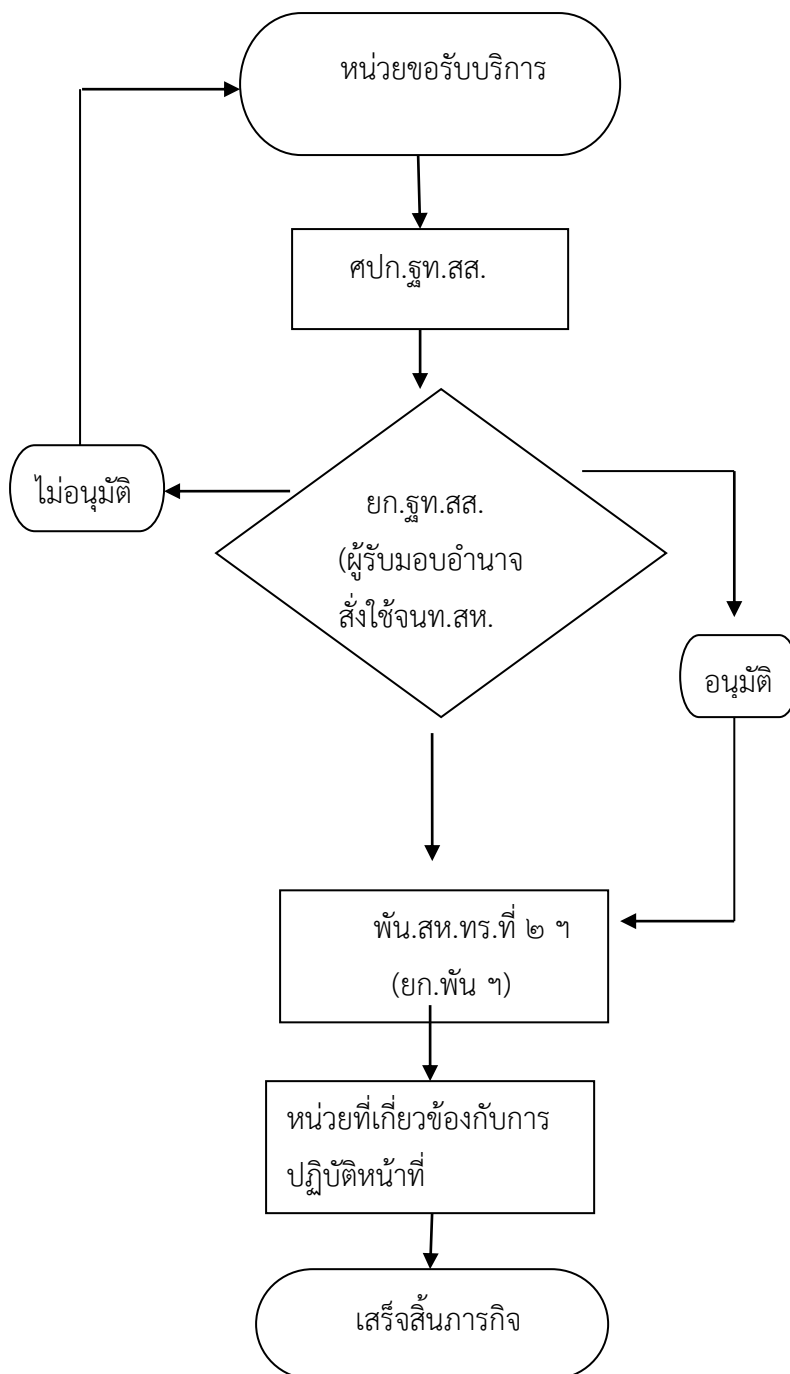 หน่วยขอรับบริการ
ศปก.ฐท.สส.
ไม่อนุมัติ
ยก.ฐท.สส.
(ผู้รับมอบอำนาจ
สั่งใช้จนท.สห.
อนุมัติ
พัน.สห.ทร.ที่ ๒ ฯ
(ยก.พัน ฯ)
หน่วยที่เกี่ยวข้องกับการ
ปฏิบัติหน้าที่
เสร็จสิ้นภารกิจ